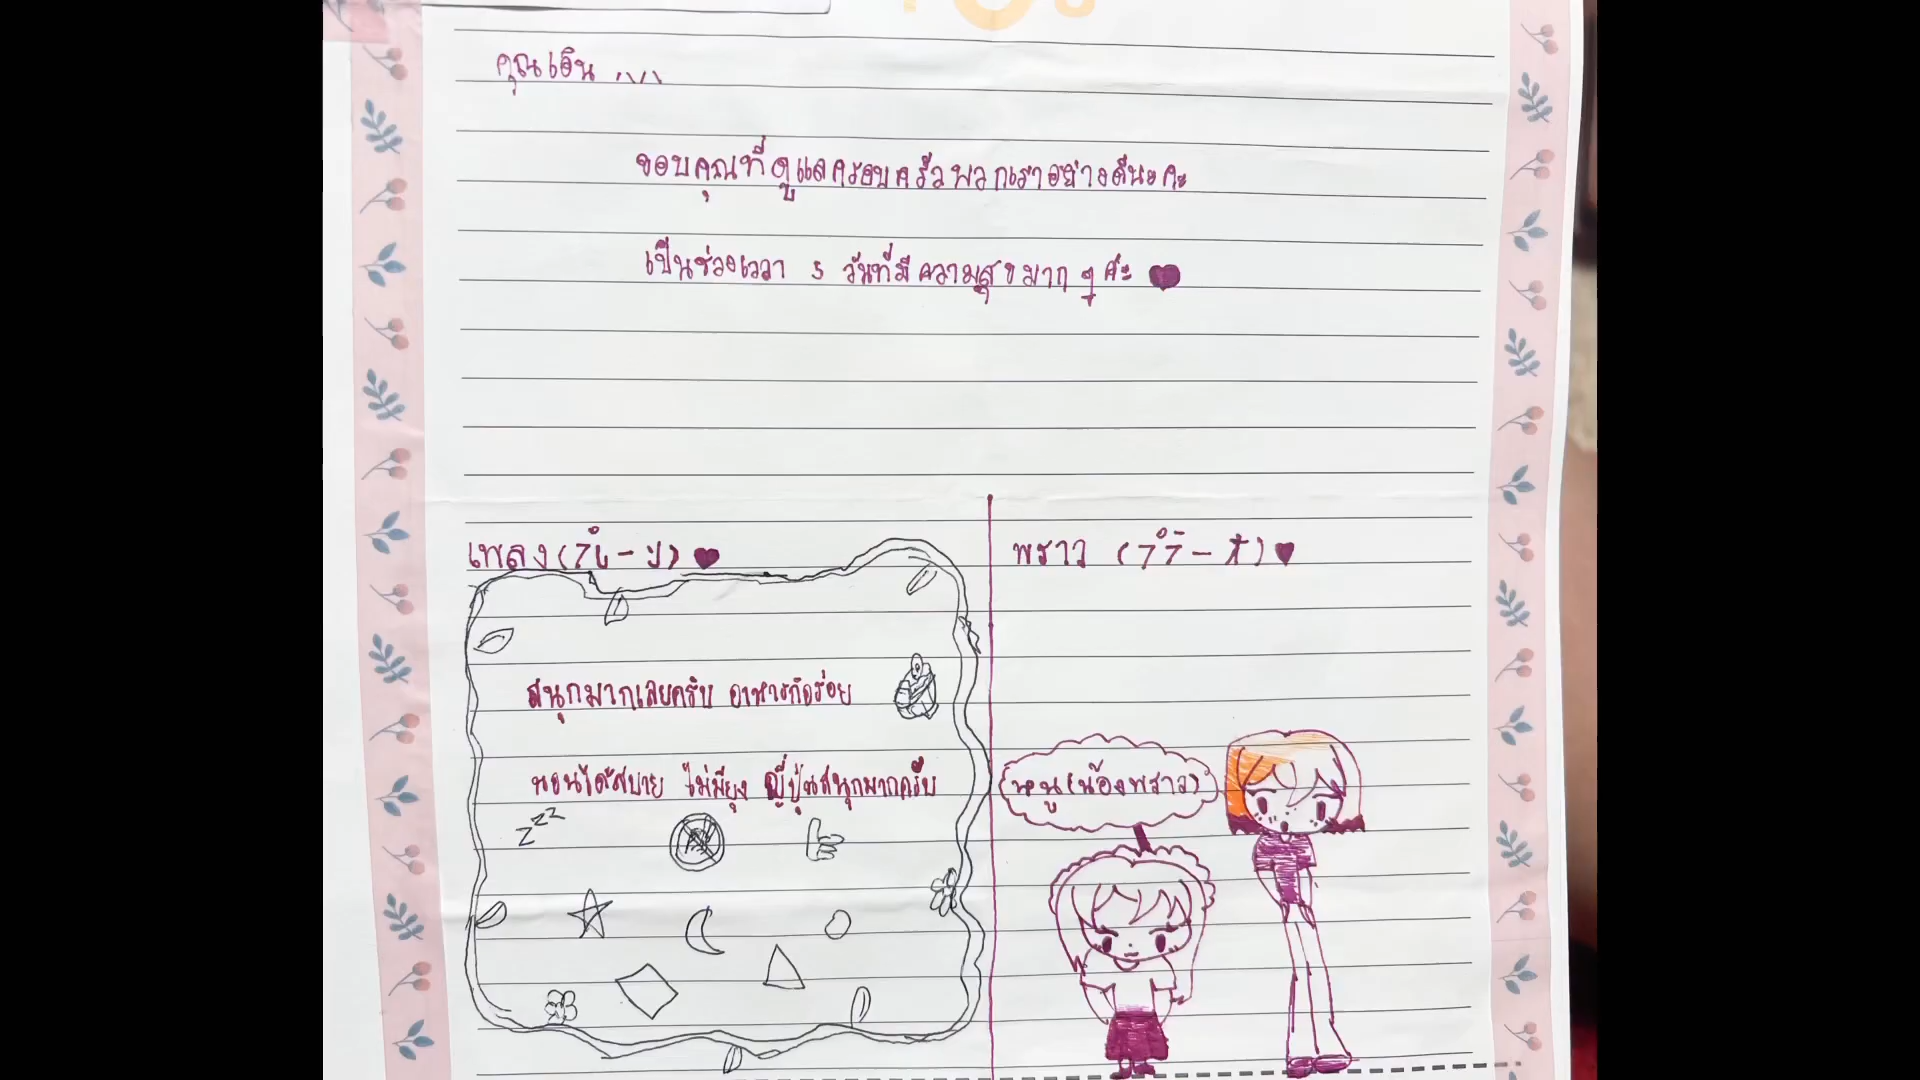 คุณเอิน ....
ขอบคุณที่ดูแลครอบครัวพวกเราอย่างดีนะคะ
เป็นช่วงเวลา 5 วันที่มีความสุขมาก ๆ ค่ะ
เพลง
พราว
สนุกมากเลยครับ อาหารก็อร่อย
นอนได้สบาย ไม่มียุง ญี่ปุ่นสนุกมากครับ
zzz
หนู (น้องพราว)